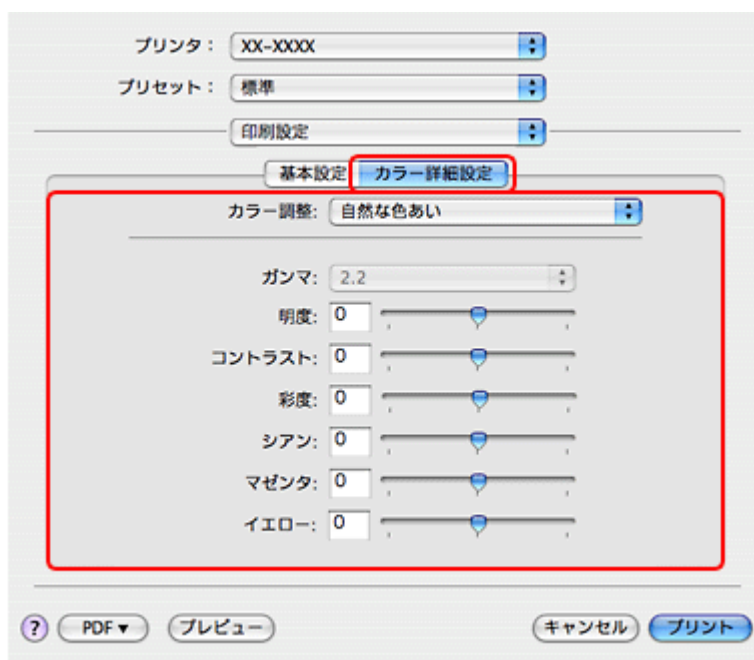 プリンタ： XX-XXXX
プリセット： 標準
印刷設定
基本設定 カラー詳細設定
カラー調整: 自然な色あい
ガンマ: 2.2
明度: 0
コントラスト: 0
彩度: 0
シアン: 0
マゼンタ: 0
イエロー: 0
? PDF▼ プレビュー キャンセル プリント